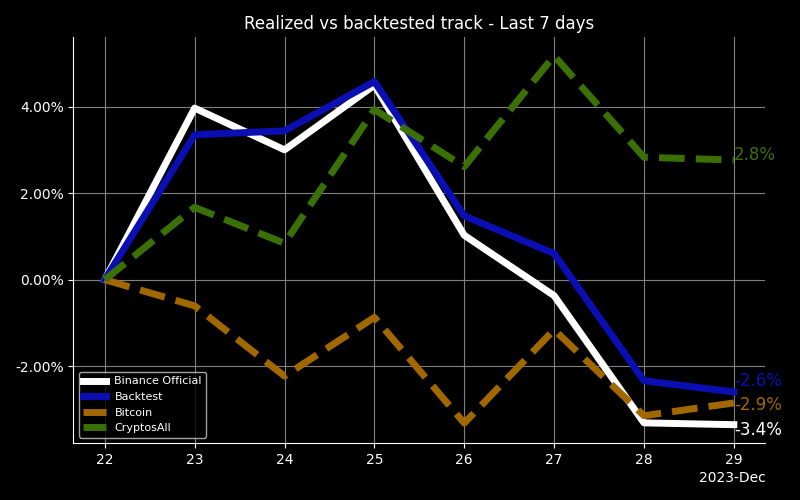 Realized vs backtested track - Last 7 days
4.00%
2.00%
0.00%
-2.00%
2.8%
-2.6%
-2.9%
-3.4%
Binance Official
Backtest
Bitcoin
CryptosAll
22 23 24 25 26 27 28 29
2023-Dec